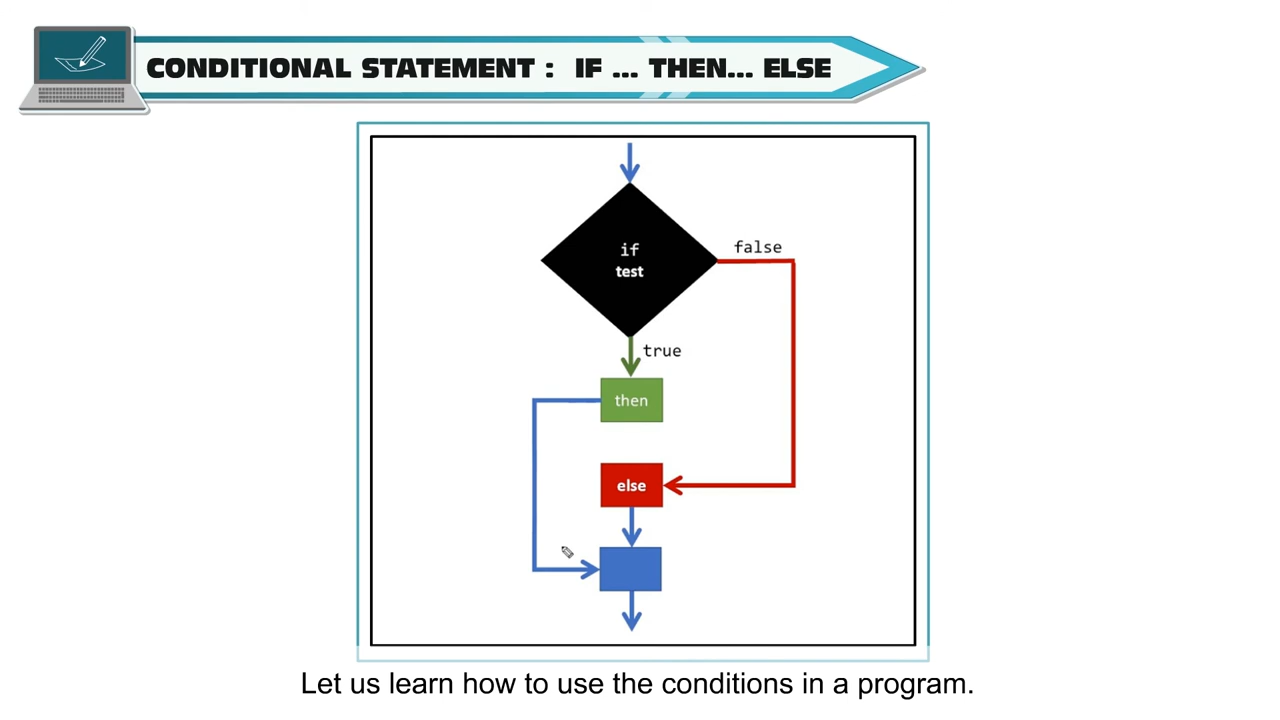 CONDITIONAL STATEMENT : IF ... THEN... ELSE
if
test
false
true
then
else
Let us learn how to use the conditions in a program.